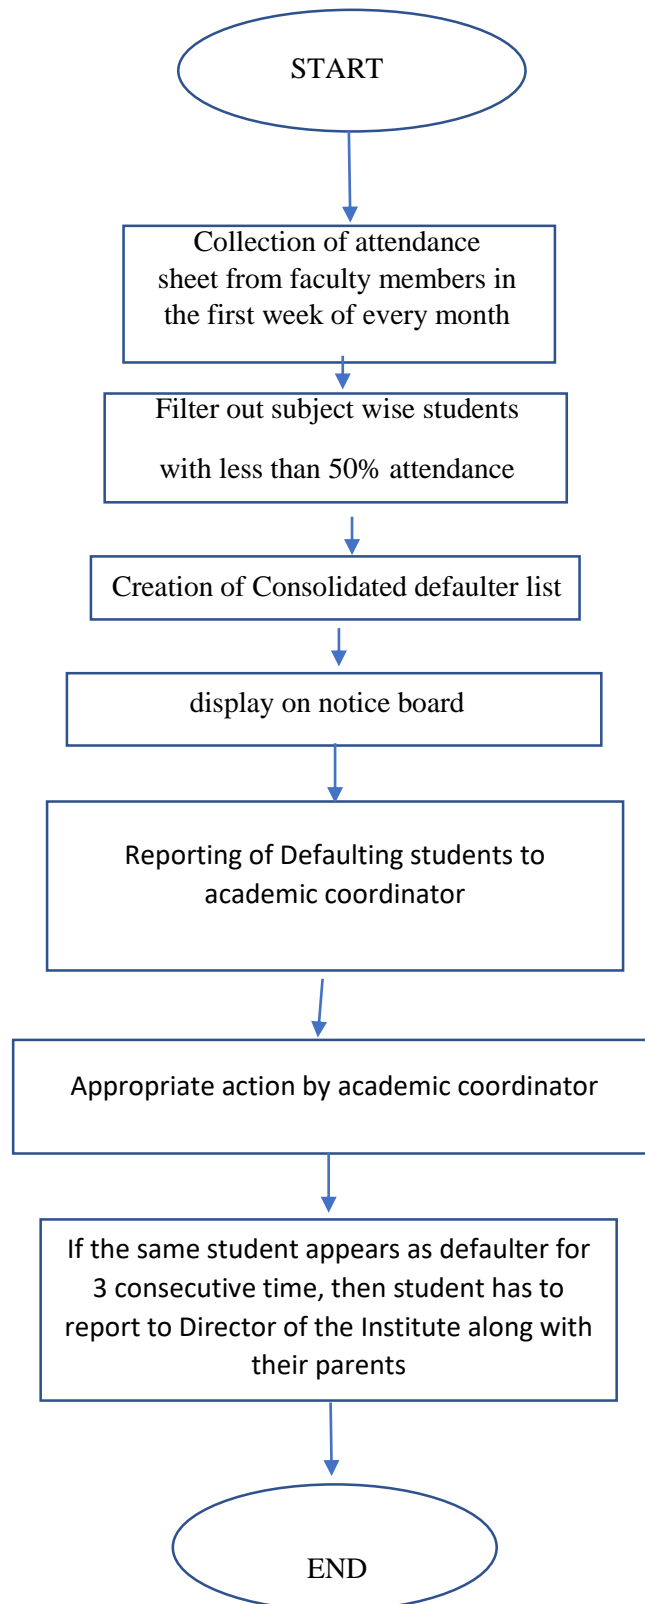 START
Collection of attendance
sheet from faculty members in
the first week of every month
Filter out subject wise students
with less than 50% attendance
Creation of Consolidated defaulter list
display on notice board
Reporting of Defaulting students to
academic coordinator
Appropriate action by academic coordinator
If the same student appears as defaulter for
3 consecutive time, then student has to
report to Director of the Institute along with
their parents
END